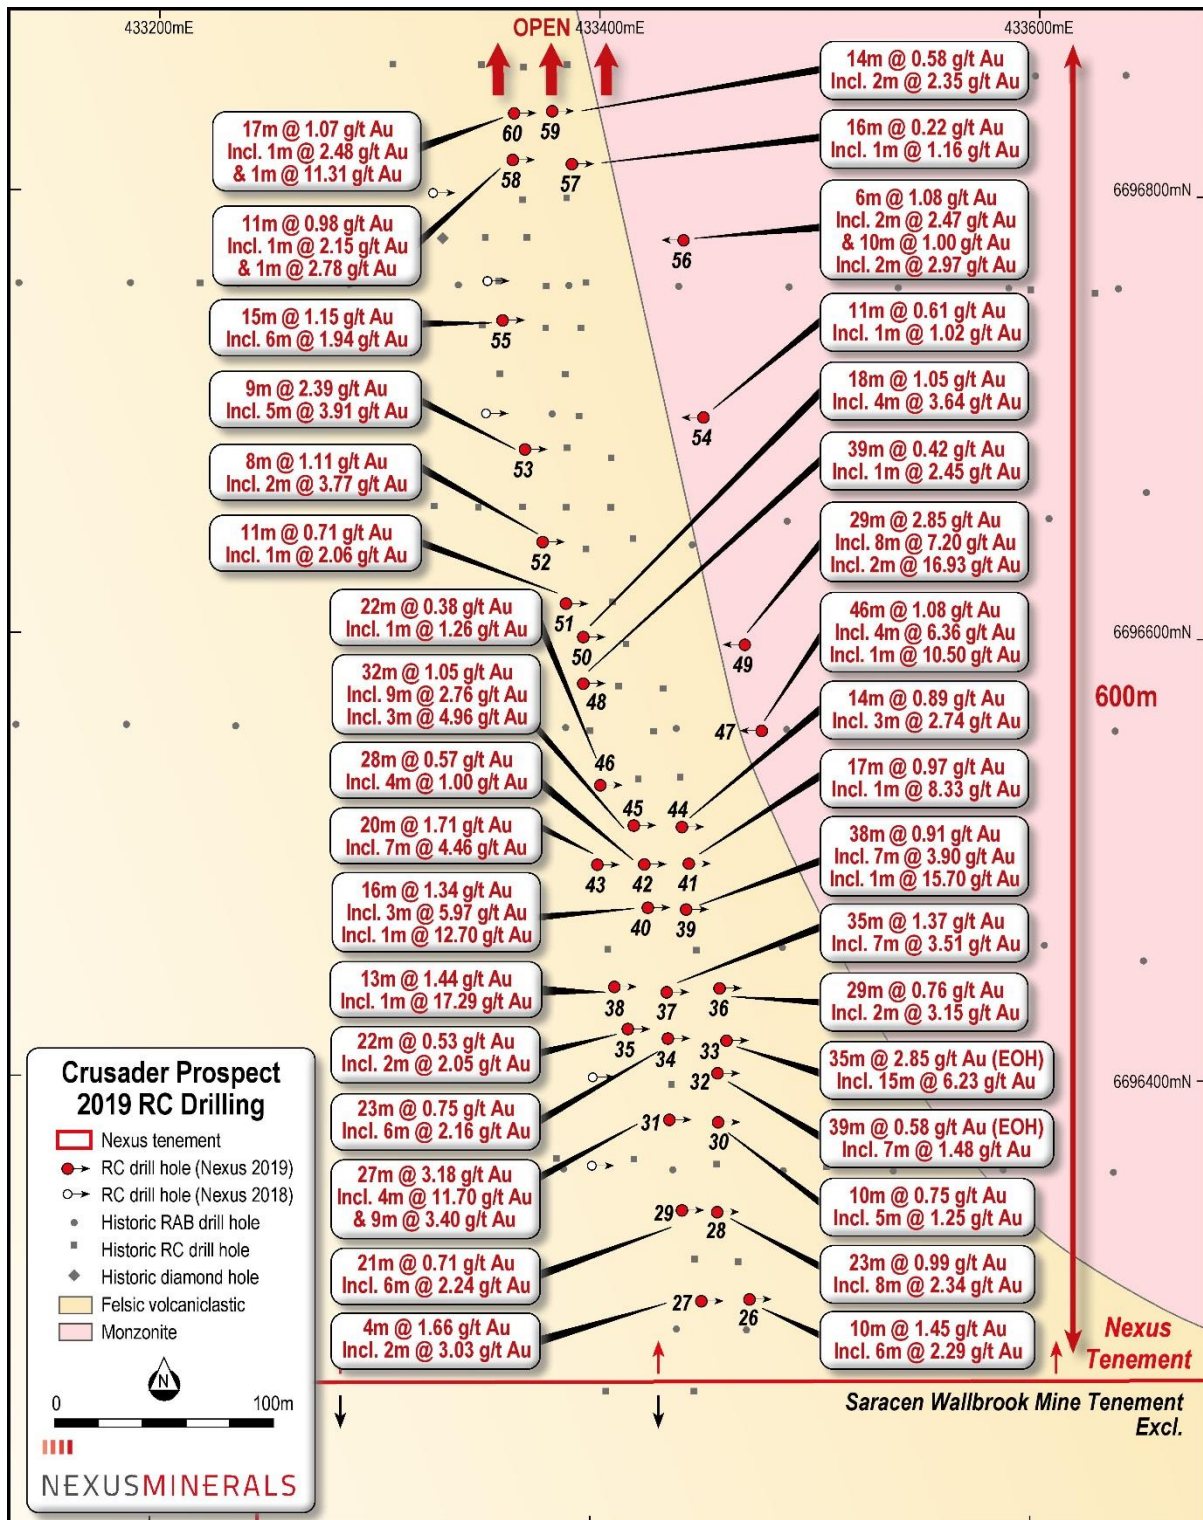 433200mE
OPEN
433400mE
433600mE
14m @ 0.58 g/t Au
Incl. 2m @ 2.35 g/t Au
17m @ 1.07 g/t Au
Incl. 1m @ 2.48 g/t Au
& 1m @ 11.31 g/t Au
60
59
16m @ 0.22 g/t Au
Incl. 1m @ 1.16 g/t Au
58
57
6696800mN
6m @ 1.08 g/t Au
Incl. 2m @ 2.47 g/t Au
& 10m @ 1.00 g/t Au
Incl. 2m @ 2.97 g/t Au
11m @ 0.98 g/t Au
Incl. 1m @ 2.15 g/t Au
& 1m @ 2.78 g/t Au
56
15m @ 1.15 g/t Au
Incl. 6m @ 1.94 g/t Au
55
11m @ 0.61 g/t Au
Incl. 1m @ 1.02 g/t Au
9m @ 2.39 g/t Au
Incl. 5m @ 3.91 g/t Au
18m @ 1.05 g/t Au
Incl. 4m @ 3.64 g/t Au
54
53
8m @ 1.11 g/t Au
Incl. 2m @ 3.77 g/t Au
39m @ 0.42 g/t Au
Incl. 1m @ 2.45 g/t Au
11m @ 0.71 g/t Au
Incl. 1m @ 2.06 g/t Au
52
29m @ 2.85 g/t Au
Incl. 8m @ 7.20 g/t Au
Incl. 2m @ 16.93 g/t Au
22m @ 0.38 g/t Au
Incl. 1m @ 1.26 g/t Au
51
50
49
46m @ 1.08 g/t Au
Incl. 4m @ 6.36 g/t Au
Incl. 1m @ 10.50 g/t Au
6696600mN
32m @ 1.05 g/t Au
Incl. 9m @ 2.76 g/t Au
Incl. 3m @ 4.96 g/t Au
48
47
14m @ 0.89 g/t Au
Incl. 3m @ 2.74 g/t Au
600m
28m @ 0.57 g/t Au
Incl. 4m @ 1.00 g/t Au
46
17m @ 0.97 g/t Au
Incl. 1m @ 8.33 g/t Au
45
44
20m @ 1.71 g/t Au
Incl. 7m @ 4.46 g/t Au
43
42
41
38m @ 0.91 g/t Au
Incl. 7m @ 3.90 g/t Au
Incl. 1m @ 15.70 g/t Au
16m @ 1.34 g/t Au
Incl. 3m @ 5.97 g/t Au
Incl. 1m @ 12.70 g/t Au
40
39
35m @ 1.37 g/t Au
Incl. 7m @ 3.51 g/t Au
13m @ 1.44 g/t Au
Incl. 1m @ 17.29 g/t Au
38
37
36
29m @ 0.76 g/t Au
Incl. 2m @ 3.15 g/t Au
22m @ 0.53 g/t Au
Incl. 2m @ 2.05 g/t Au
35
34
33
35m @ 2.85 g/t Au (EOH)
Incl. 15m @ 6.23 g/t Au
32
6696400mN
23m @ 0.75 g/t Au
Incl. 6m @ 2.16 g/t Au
31
30
39m @ 0.58 g/t Au (EOH)
Incl. 7m @ 1.48 g/t Au
27m @ 3.18 g/t Au
Incl. 4m @ 11.70 g/t Au
& 9m @ 3.40 g/t Au
10m @ 0.75 g/t Au
Incl. 5m @ 1.25 g/t Au
29
28
21m @ 0.71 g/t Au
Incl. 6m @ 2.24 g/t Au
23m @ 0.99 g/t Au
Incl. 8m @ 2.34 g/t Au
27
26
4m @ 1.66 g/t Au
Incl. 2m @ 3.03 g/t Au
10m @ 1.45 g/t Au
Incl. 6m @ 2.29 g/t Au
Nexus
Tenement
Saracen Wallbrook Mine Tenement
Excl.
Crusader Prospect
2019 RC Drilling
Nexus tenement
RC drill hole (Nexus 2019)
RC drill hole (Nexus 2018)
Historic RAB drill hole
Historic RC drill hole
Historic diamond hole
Felsic volcaniclastic
Monzonite
N
0
100m
NEXUSMINERALS